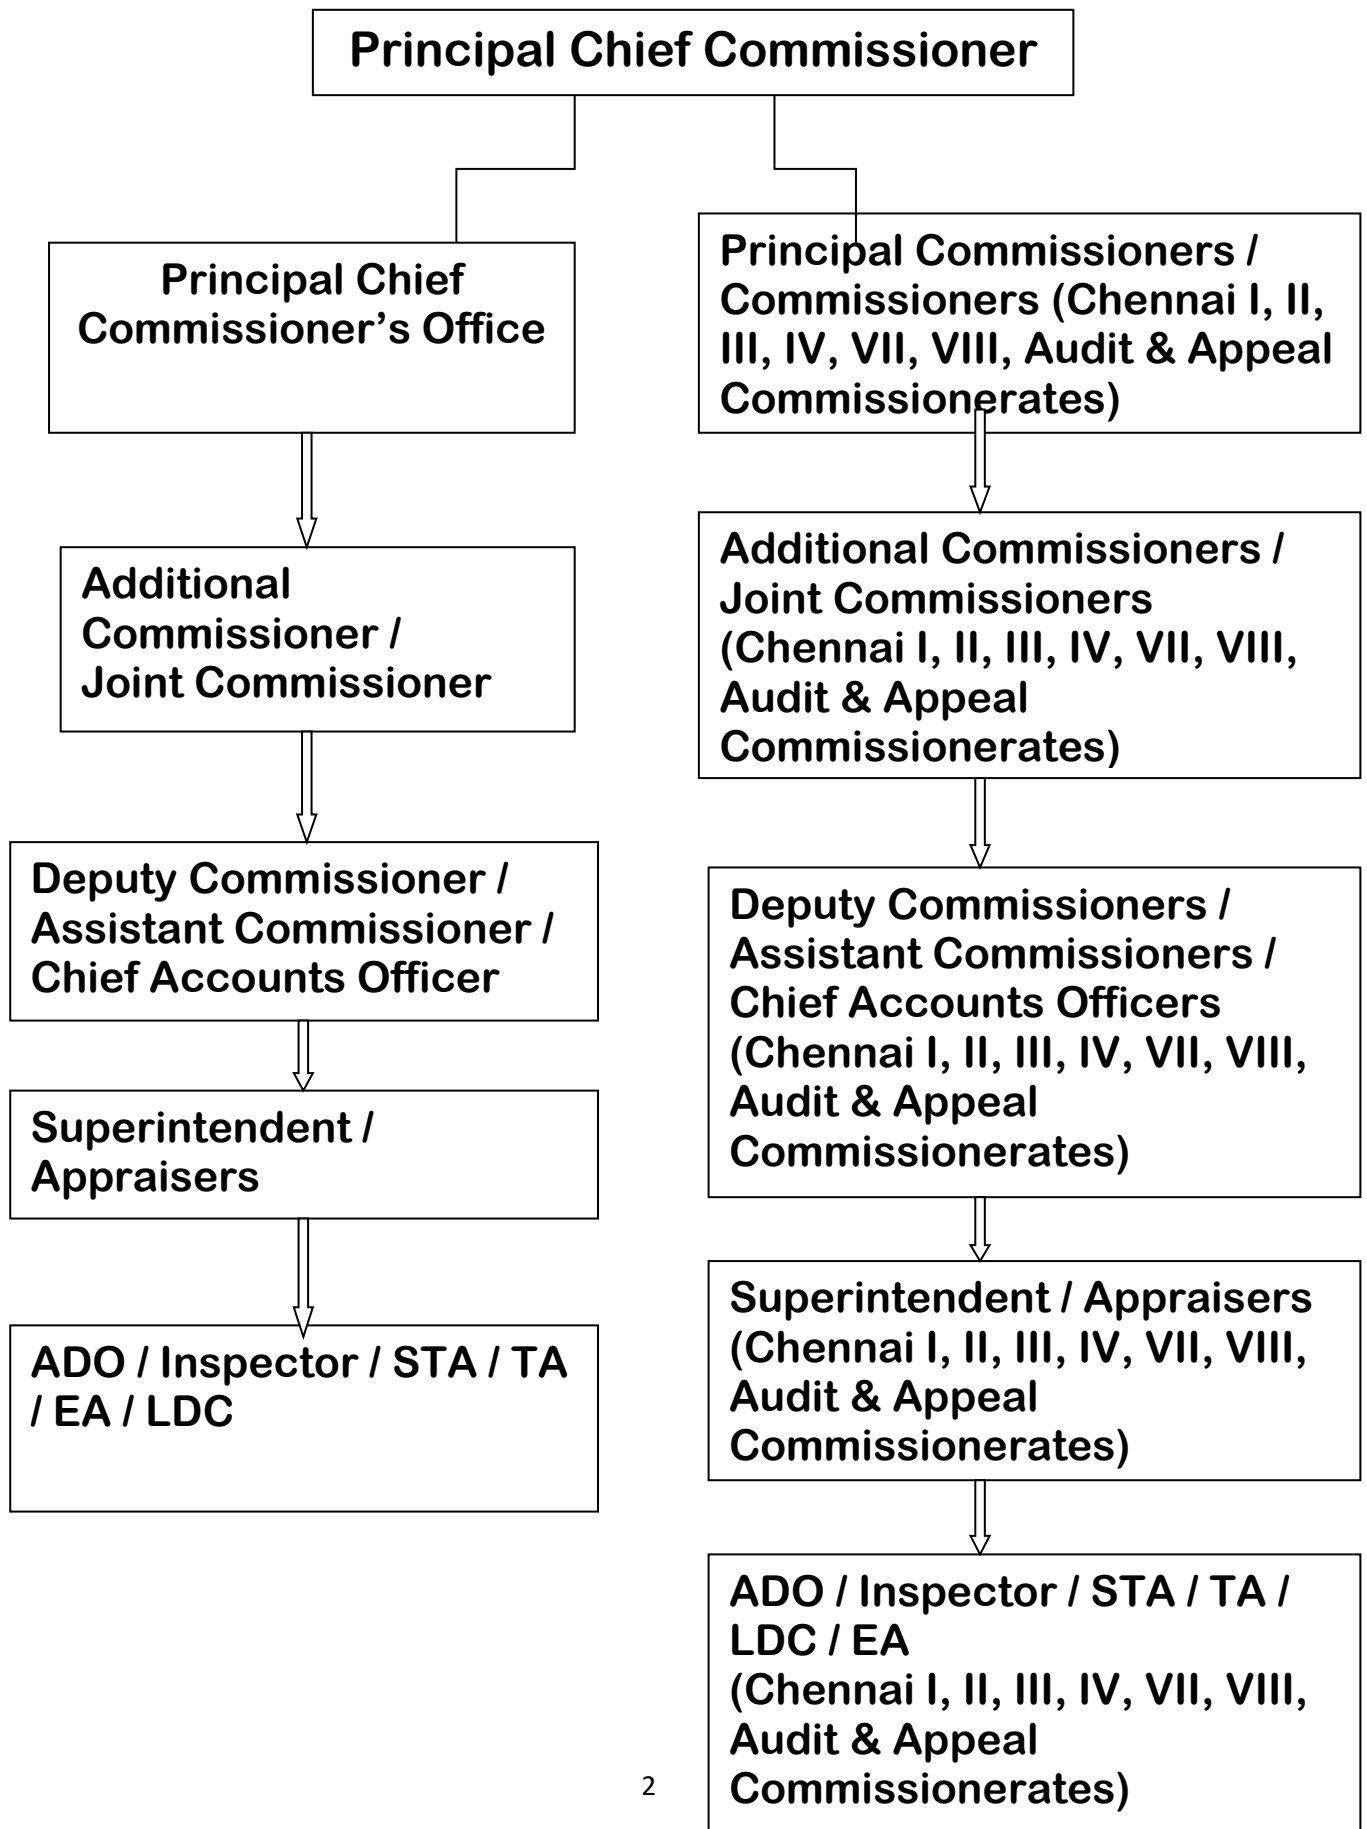 Principal Chief Commissioner
Principal Chief
Commissioner’s Office
Additional
Commissioner /
Joint Commissioner
Deputy Commissioner /
Assistant Commissioner /
Chief Accounts Officer
Superintendent /
Appraisers
ADO / Inspector / STA / TA
/ EA / LDC
Principal Commissioners /
Commissioners (Chennai I, II,
III, IV, VII, VIII, Audit & Appeal
Commissionerates)
Additional Commissioners /
Joint Commissioners
(Chennai I, II, III, IV, VII, VIII,
Audit & Appeal
Commissionerates)
Deputy Commissioners /
Assistant Commissioners /
Chief Accounts Officers
(Chennai I, II, III, IV, VII, VIII,
Audit & Appeal
Commissionerates)
Superintendent / Appraisers
(Chennai I, II, III, IV, VII, VIII,
Audit & Appeal
Commissionerates)
ADO / Inspector / STA / TA /
LDC / EA
(Chennai I, II, III, IV, VII, VIII,
Audit & Appeal
Commissionerates)
2